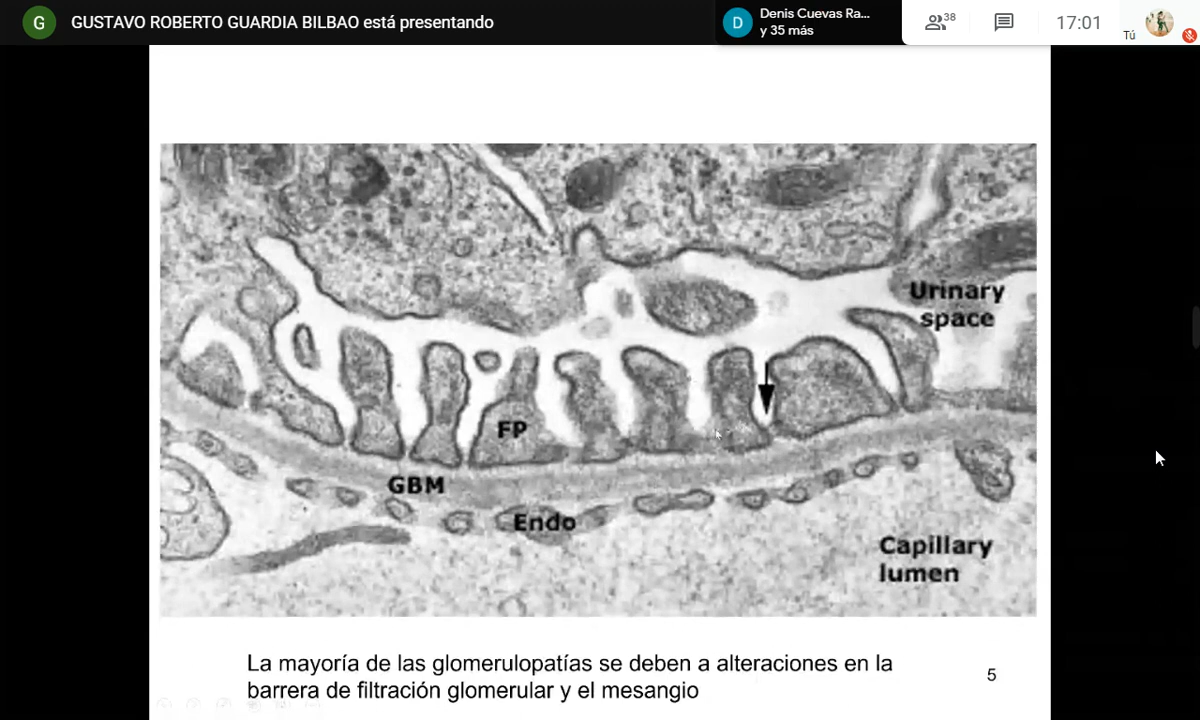 G
GUSTAVO ROBERTO GUARDIA BILBAO está presentando
D
Denis Cuevas Ra...
y 35 más
38
17:01
Tú
Urinary
space
FP
GBM
Endo
Capillary
lumen
La mayoría de las glomerulopatías se deben a alteraciones en la
barrera de filtración glomerular y el mesangio
5